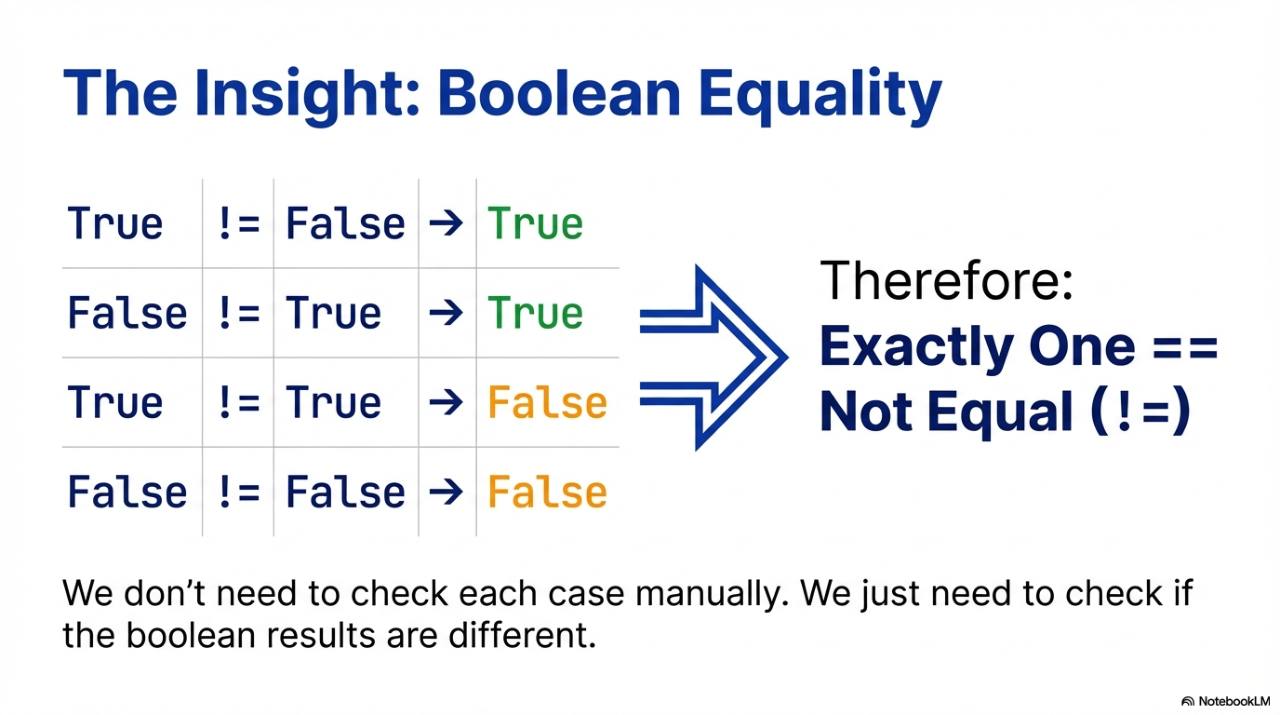 The Insight: Boolean Equality
True != False → True
False != True → True
True != True → False
False != False → False
Therefore:
Exactly One ==
Not Equal (!=)
We don’t need to check each case manually. We just need to check if
the boolean results are different.
NotebookLM